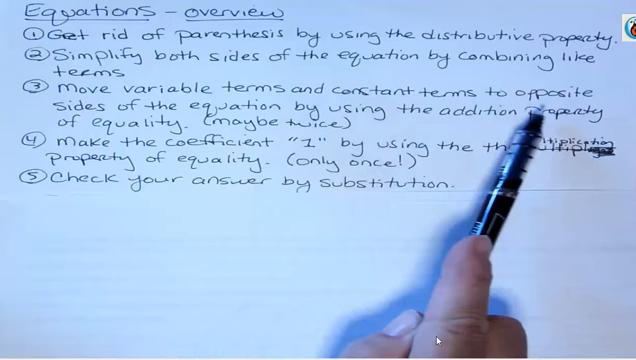 Equations - overview
① Get rid of parenthesis by using the distributive property.
② Simplify both sides of the equation by combining like
terms
③ Move variable terms and constant terms to opposite
sides of the equation by using the addition property
of equality. (maybe twice)
④ Make the coefficient "1" by using the multiplication
property of equality. (only once!)
⑤ Check your answer by substitution.